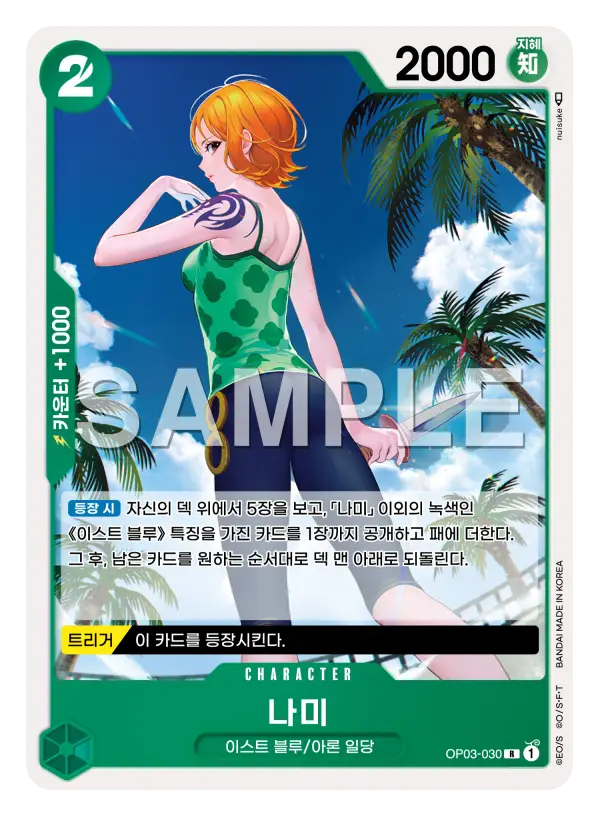 2
2000
지혜
知
nuisuke
카운터 +1000
SAMPLE
등장 시 자신의 덱 위에서 5장을 보고, 「나미」 이외의 녹색인
《이스트 블루》 특징을 가진 카드를 1장까지 공개하고 패에 더한다.
그 후, 남은 카드를 원하는 순서대로 덱 맨 아래로 되돌린다.
트리거 이 카드를 등장시킨다.
CHARACTER
나미
이스트 블루/아론 일당
OP03-030 R 1
©EO/S ©O/S·F·T BANDAI MADE IN KOREA